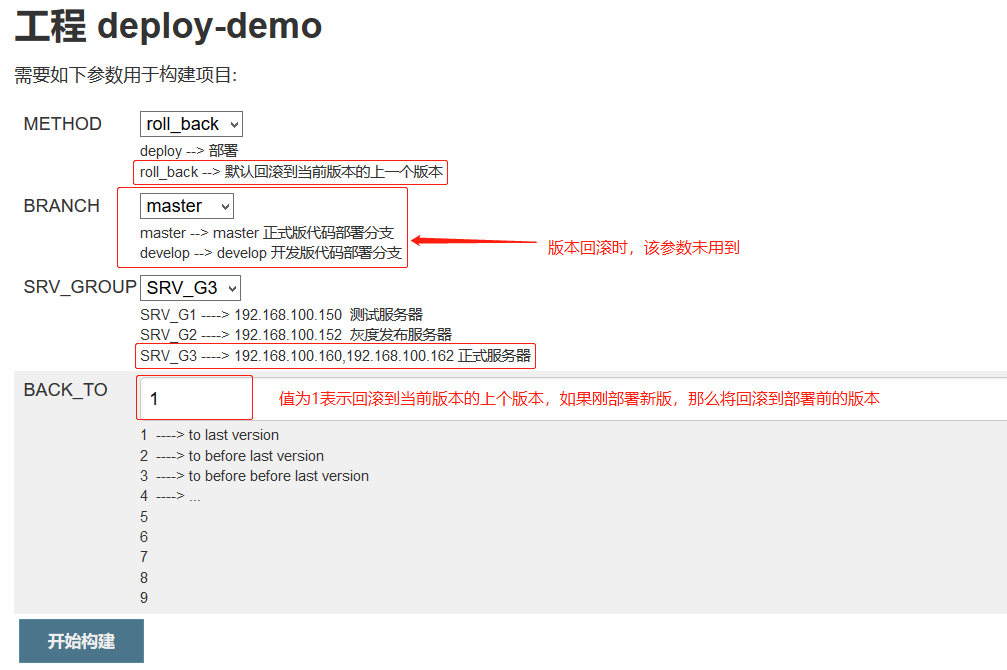 工程 deploy-demo
需要如下参数用于构建项目:
METHOD
roll_back
deploy --> 部署
roll_back --> 默认回滚到当前版本的上一个版本
BRANCH
master
master --> master 正式版代码部署分支
develop --> develop 开发版代码部署分支
版本回滚时，该参数未用到
SRV_GROUP
SRV_G3
SRV_G1 ----> 192.168.100.150 测试服务器
SRV_G2 ----> 192.168.100.152 灰度发布服务器
SRV_G3 ----> 192.168.100.160,192.168.100.162 正式服务器
BACK_TO
1
值为1表示回滚到当前版本的上个版本，如果刚部署新版，那么将回滚到部署前的版本
1 ----> to last version
2 ----> to before last version
3 ----> to before before last version
4 ----> ...
5
6
7
8
9
开始构建